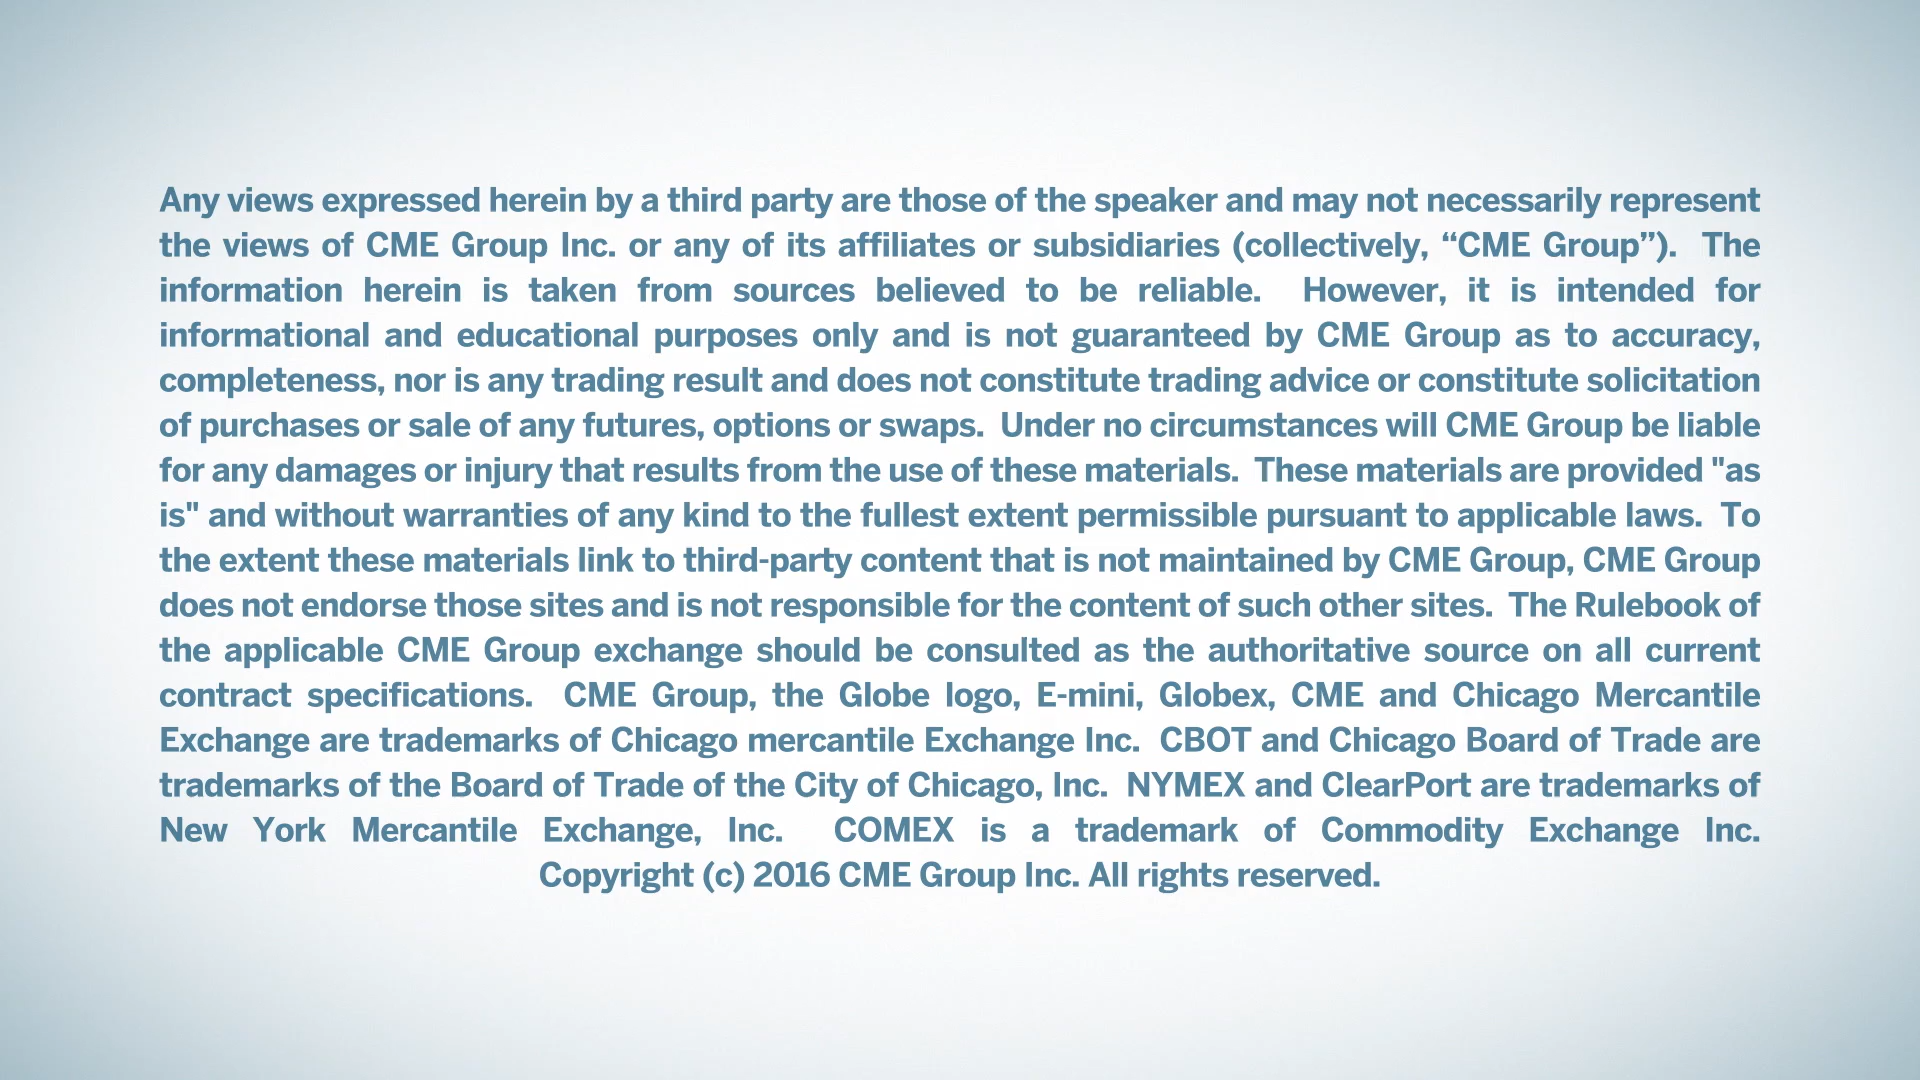 Any views expressed herein by a third party are those of the speaker and may not necessarily represent
the views of CME Group Inc. or any of its affiliates or subsidiaries (collectively, “CME Group”).  The
information herein is taken from sources believed to be reliable.  However, it is intended for
informational and educational purposes only and is not guaranteed by CME Group as to accuracy,
completeness, nor is any trading result and does not constitute trading advice or constitute solicitation
of purchases or sale of any futures, options or swaps.  Under no circumstances will CME Group be liable
for any damages or injury that results from the use of these materials.  These materials are provided "as
is" and without warranties of any kind to the fullest extent permissible pursuant to applicable laws.  To
the extent these materials link to third-party content that is not maintained by CME Group, CME Group
does not endorse those sites and is not responsible for the content of such other sites.  The Rulebook of
the applicable CME Group exchange should be consulted as the authoritative source on all current
contract specifications.  CME Group, the Globe logo, E-mini, Globex, CME and Chicago Mercantile
Exchange are trademarks of Chicago mercantile Exchange Inc.  CBOT and Chicago Board of Trade are
trademarks of the Board of Trade of the City of Chicago, Inc.  NYMEX and ClearPort are trademarks of
New York Mercantile Exchange, Inc.  COMEX is a trademark of Commodity Exchange Inc.
Copyright (c) 2016 CME Group Inc. All rights reserved.